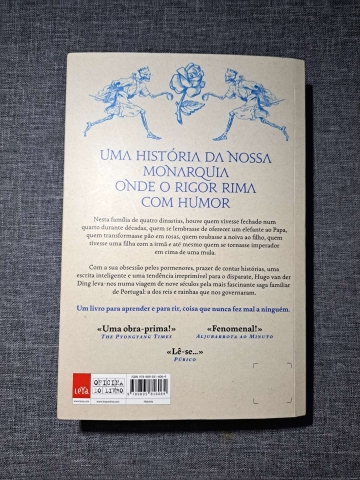 UMA HISTÓRIA DA NOSSA
MONARQUIA
ONDE O RIGOR RIMA
COM HUMOR
Nesta família de quatro dinastias, houve quem vivesse fechado num
quarto durante décadas, quem se lembrasse de oferecer um elefante ao Papa,
quem transformasse pão em rosas, quem roubasse a noiva ao filho, quem
tivesse uma filha com a irmã e até mesmo quem se tornasse imperador
em cima de uma mula.
Com a sua obsessão pelos pormenores, prazer de contar histórias, uma
escrita inteligente e uma tendência irreprimível para o disparate, Hugo van der
Ding leva-nos numa viagem de nove séculos pela mais fascinante saga familiar
de Portugal: a dos reis e rainhas que nos governaram.
Um livro para aprender e para rir, coisa que nunca fez mal a ninguém.
«Uma obra-prima!» «Fenomenal!»
THE PYONGYANG TIMES ALJUBARROTA AO MINUTO
«Lê-se...»
PÚRICO
LeYa
OFICINA
DO LIVRO